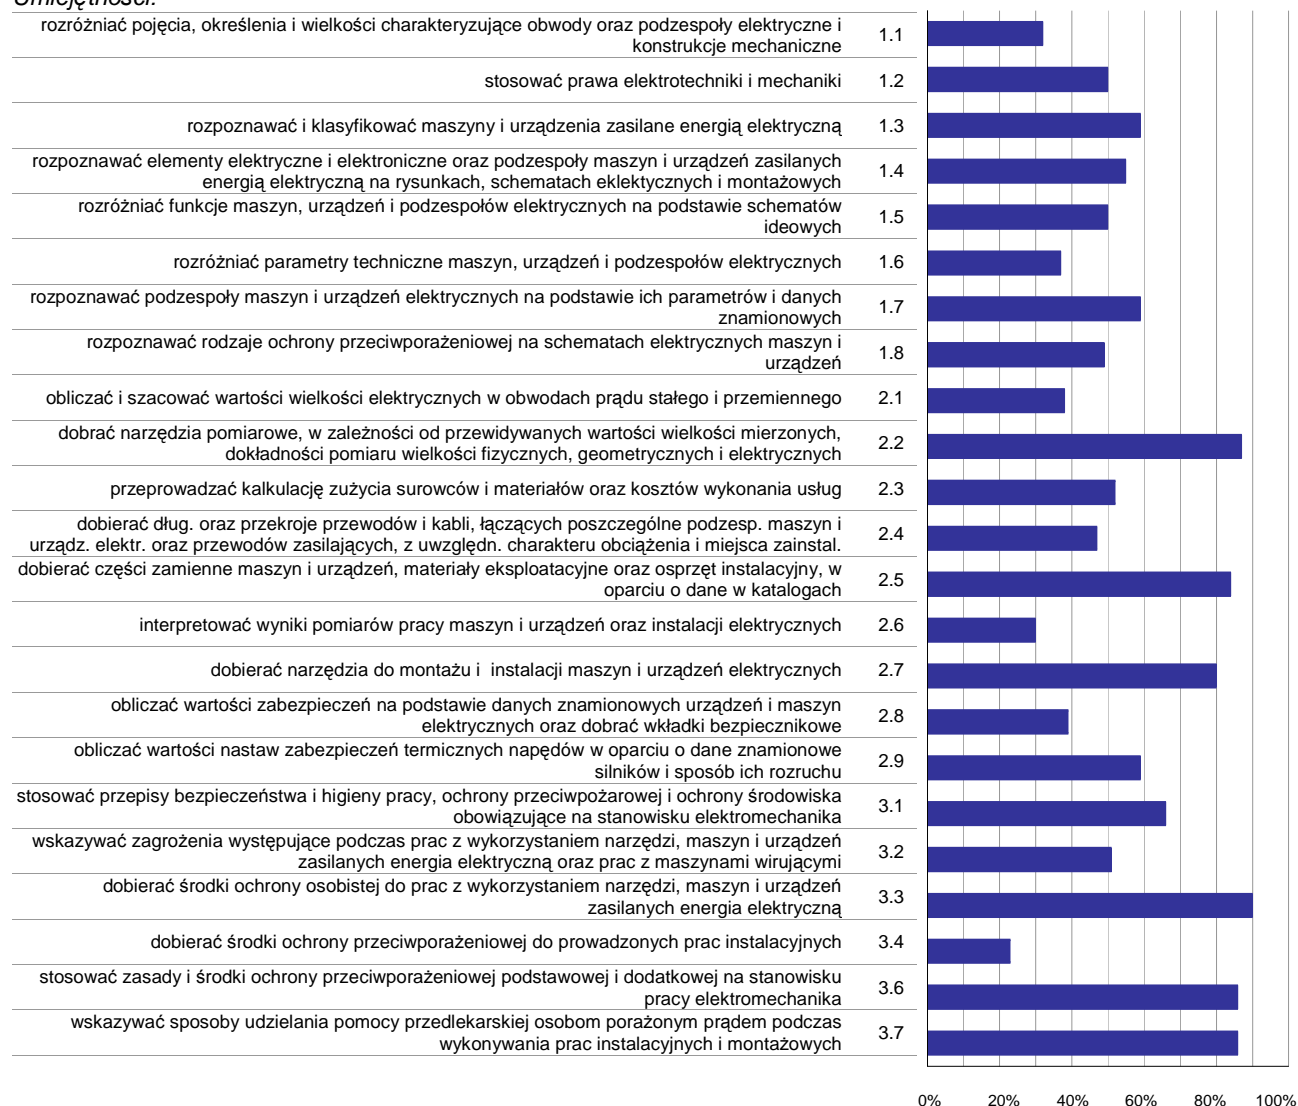 Umiejętności:
rozróżniać pojęcia, określenia i wielkości charakteryzujące obwody oraz podzespoły elektryczne i
konstrukcje mechaniczne
1.1
stosować prawa elektrotechniki i mechaniki
1.2
rozpoznawać i klasyfikować maszyny i urządzenia zasilane energią elektryczną
1.3
rozpoznawać elementy elektryczne i elektroniczne oraz podzespoły maszyn i urządzeń zasilanych
energią elektryczną na rysunkach, schematach eklektycznych i montażowych
1.4
rozróżniać funkcje maszyn, urządzeń i podzespołów elektrycznych na podstawie schematów
ideowych
1.5
rozróżniać parametry techniczne maszyn, urządzeń i podzespołów elektrycznych
1.6
rozpoznawać podzespoły maszyn i urządzeń elektrycznych na podstawie ich parametrów i danych
znamionowych
1.7
rozpoznawać rodzaje ochrony przeciwporażeniowej na schematach elektrycznych maszyn i
urządzeń
1.8
obliczać i szacować wartości wielkości elektrycznych w obwodach prądu stałego i przemiennego
2.1
dobrać narzędzia pomiarowe, w zależności od przewidywanych wartości wielkości mierzonych,
dokładności pomiaru wielkości fizycznych, geometrycznych i elektrycznych
2.2
przeprowadzać kalkulację zużycia surowców i materiałów oraz kosztów wykonania usług
2.3
dobierać dług. oraz przekroje przewodów i kabli, łączących poszczególne podzesp. maszyn i
urządz. elektr. oraz przewodów zasilających, z uwzględn. charakteru obciążenia i miejsca zainstal.
2.4
dobierać części zamienne maszyn i urządzeń, materiały eksploatacyjne oraz osprzęt instalacyjny, w
oparciu o dane w katalogach
2.5
interpretować wyniki pomiarów pracy maszyn i urządzeń oraz instalacji elektrycznych
2.6
dobierać narzędzia do montażu i instalacji maszyn i urządzeń elektrycznych
2.7
obliczać wartości zabezpieczeń na podstawie danych znamionowych urządzeń i maszyn
elektrycznych oraz dobrać wkładki bezpiecznikowe
2.8
obliczać wartości nastaw zabezpieczeń termicznych napędów w oparciu o dane znamionowe
silników i sposób ich rozruchu
2.9
stosować przepisy bezpieczeństwa i higieny pracy, ochrony przeciwpożarowej i ochrony środowiska
obowiązujące na stanowisku elektromechanika
3.1
wskazywać zagrożenia występujące podczas prac z wykorzystaniem narzędzi, maszyn i urządzeń
zasilanych energia elektryczną oraz prac z maszynami wirującymi
3.2
dobierać środki ochrony osobistej do prac z wykorzystaniem narzędzi, maszyn i urządzeń
zasilanych energia elektryczną
3.3
dobierać środki ochrony przeciwporażeniowej do prowadzonych prac instalacyjnych
3.4
stosować zasady i środki ochrony przeciwporażeniowej podstawowej i dodatkowej na stanowisku
pracy elektromechanika
3.6
wskazywać sposoby udzielania pomocy przedlekarskiej osobom porażonym prądem podczas
wykonywania prac instalacyjnych i montażowych
3.7
0% 20% 40% 60% 80% 100%